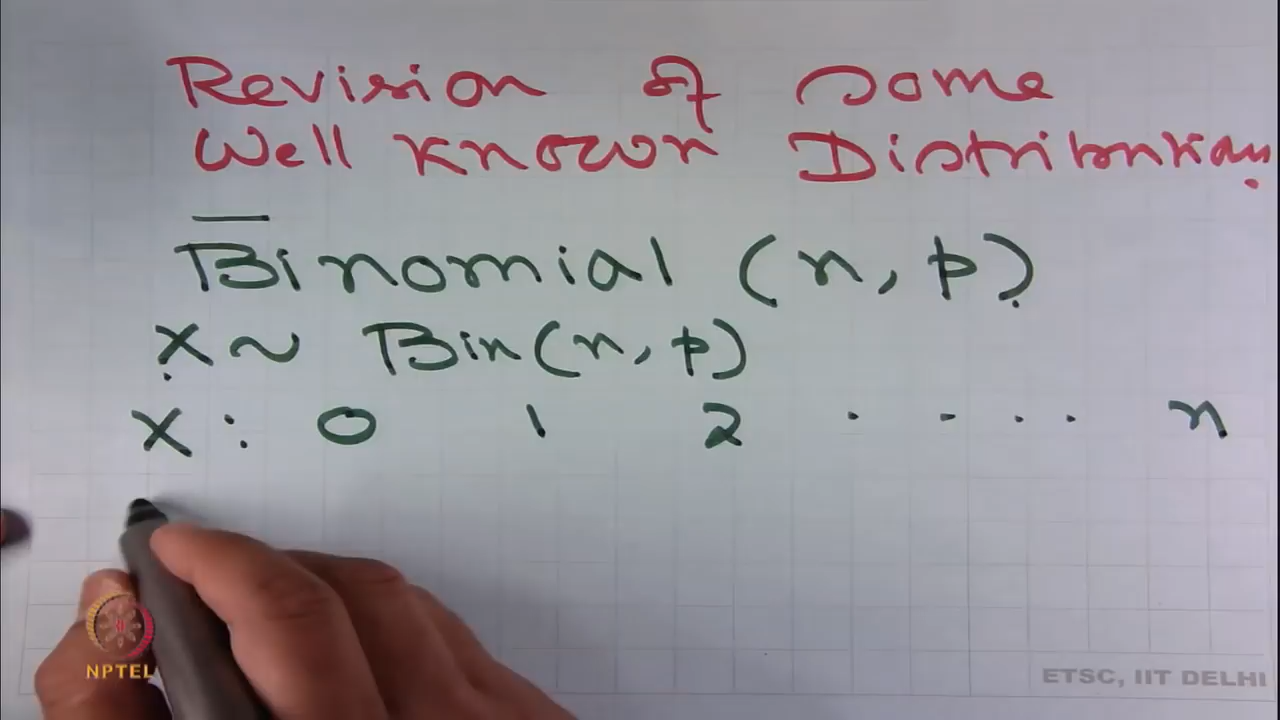 Revision of some
Well known Distributions.
Binomial (n, p)
X ~ Bin(n, p)
X : 0 1 2 . . . . n
NPTEL
ETSC, IIT DELHI